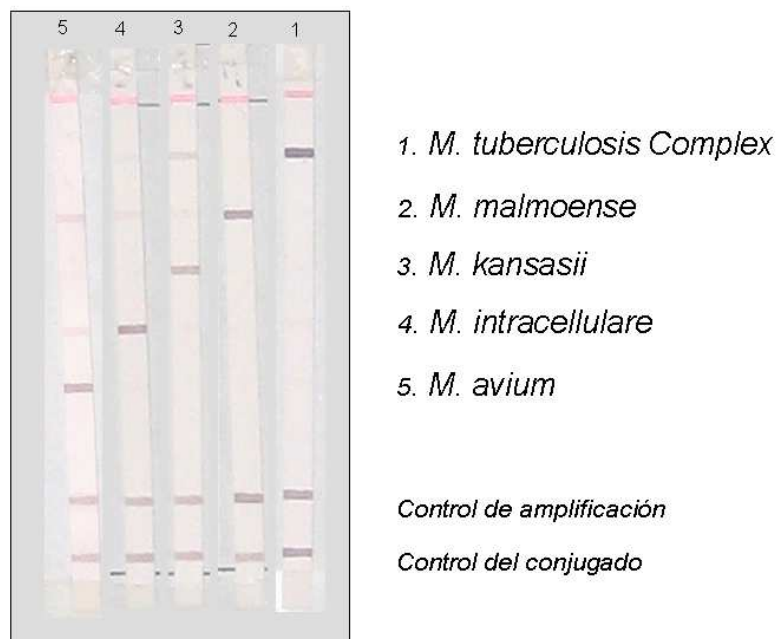 5 4 3 2 1
1. M. tuberculosis Complex
2. M. malmoense
3. M. kansasii
4. M. intracellulare
5. M. avium
Control de amplificación
Control del conjugado